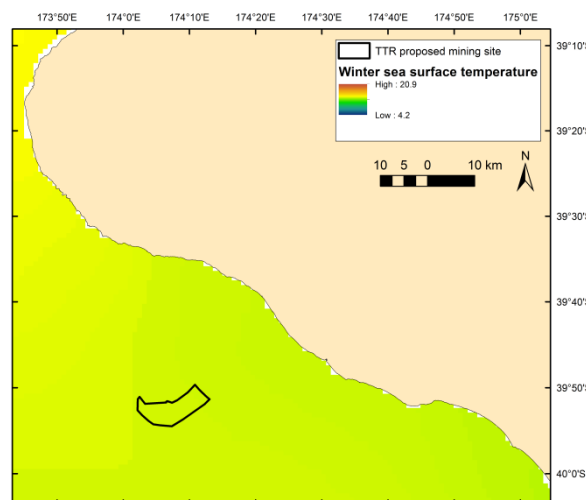 173°50'E 174°0'E 174°10'E 174°20'E 174°30'E 174°40'E 174°50'E 175°0'E
TTR proposed mining site
Winter sea surface temperature
High : 20.9
Low : 4.2
10 5 0 10 km
N
39°10'S
39°20'S
39°30'S
39°40'S
39°50'S
40°0'S